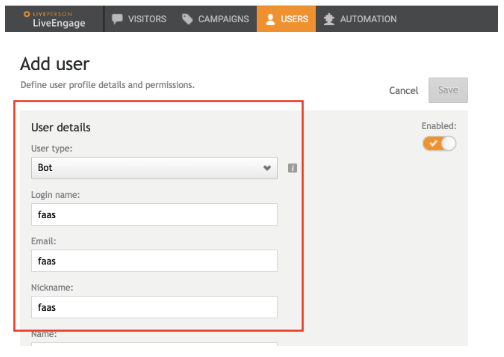 LIVEPERSON
LiveEngage
VISITORS
CAMPAIGNS
USERS
AUTOMATION
Add user
Define user profile details and permissions.
Cancel
Save
User details
Enabled:
User type:
Bot
i
Login name:
faas
Email:
faas
Nickname:
faas
Name: